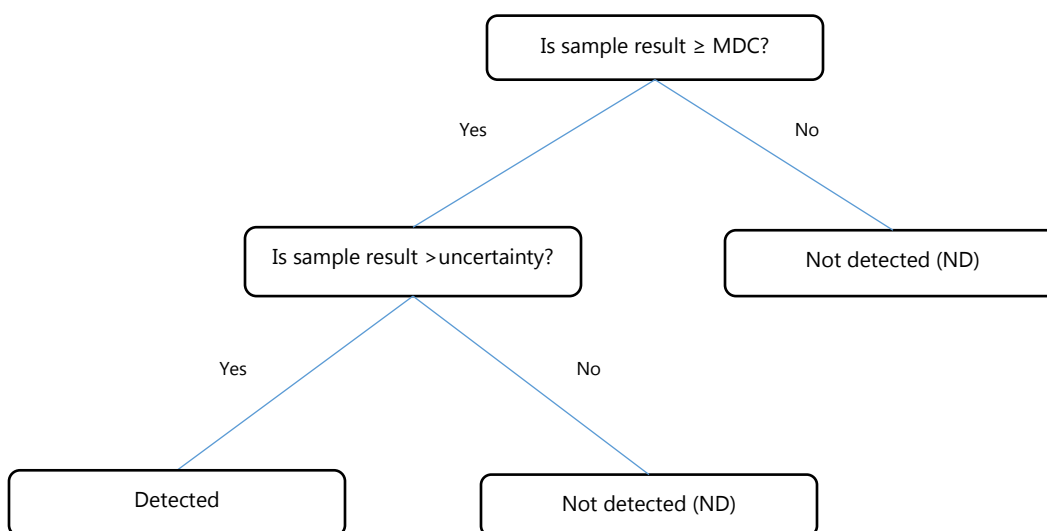 Is sample result ≥ MDC?
Yes
No
Is sample result >uncertainty?
Not detected (ND)
Yes
No
Detected
Not detected (ND)